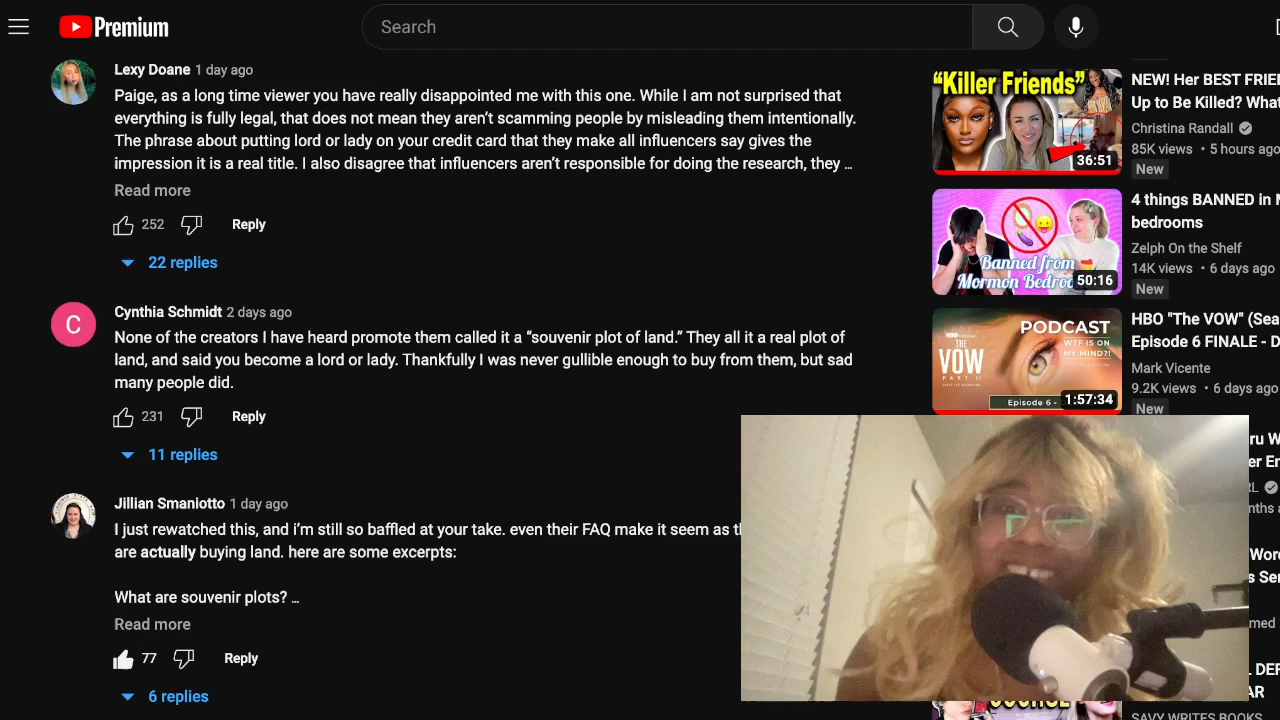 Premium
Search
Lexy Doane 1 day ago
Paige, as a long time viewer you have really disappointed me with this one. While I am not surprised that
everything is fully legal, that does not mean they aren't scamming people by misleading them intentionally.
The phrase about putting lord or lady on your credit card that they make all influencers say gives the
impression it is a real title. I also disagree that influencers aren't responsible for doing the research, they ...
Read more
252 Reply
22 replies
C
Cynthia Schmidt 2 days ago
None of the creators I have heard promote them called it a “souvenir plot of land.” They all it a real plot of
land, and said you become a lord or lady. Thankfully I was never gullible enough to buy from them, but sad
many people did.
231 Reply
11 replies
Jillian Smaniotto 1 day ago
I just rewatched this, and i'm still so baffled at your take. even their FAQ make it seem as
are actually buying land. here are some excerpts:
What are souvenir plots? ...
Read more
77 Reply
6 replies
“Killer Friends”
36:51
NEW! Her BEST
Up to Be Killed?
Christina Randall
85K views • 5 hours
New
Banned from
Mormon
50:16
4 things BANNED in
bedrooms
Zelph On the Shelf
14K views • 6 days ago
New
PODCAST
WTF IS ON
MY MIND?!
THE
VOW
PART II
Episode 6 -
1:57:34
HBO "The VOW"
Episode 6 FINALE -
Mark Vicente
9.2K views • 6 days ago
New
SAVY WRITES BOOKS